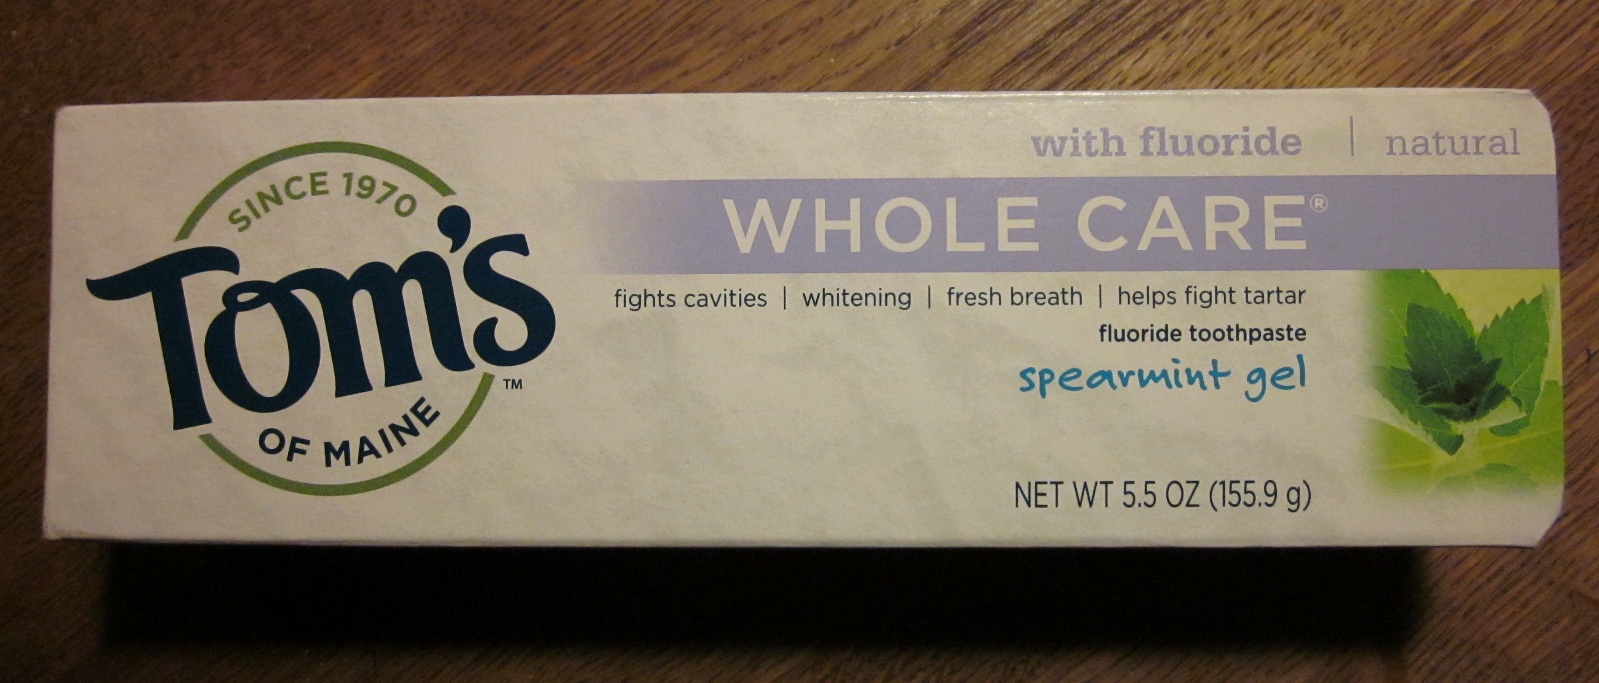 SINCE 1970
Tom's
OF MAINE
TM
with fluoride | natural
WHOLE CARE®
fights cavities | whitening | fresh breath | helps fight tartar
fluoride toothpaste
spearmint gel
NET WT 5.5 OZ (155.9 g)